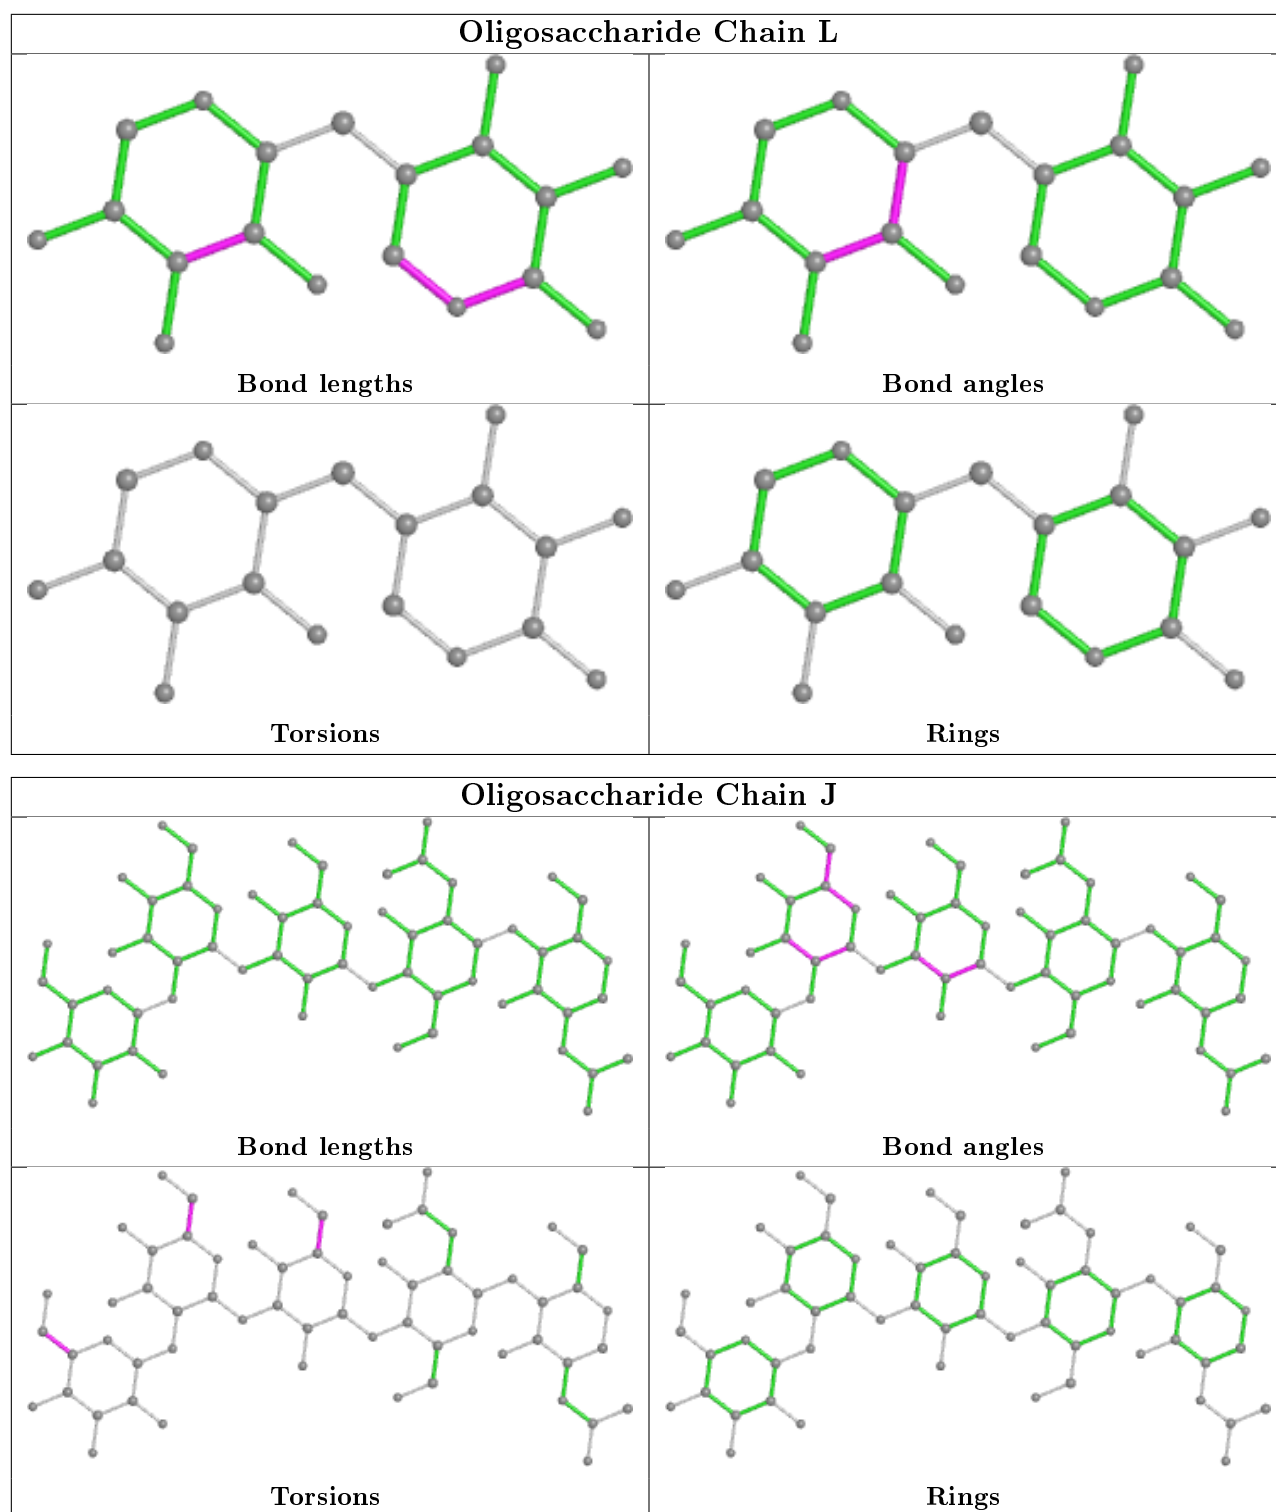 Oligosaccharide Chain L
Bond lengths
Bond angles
Torsions
Rings
Oligosaccharide Chain J
Bond lengths
Bond angles
Torsions
Rings